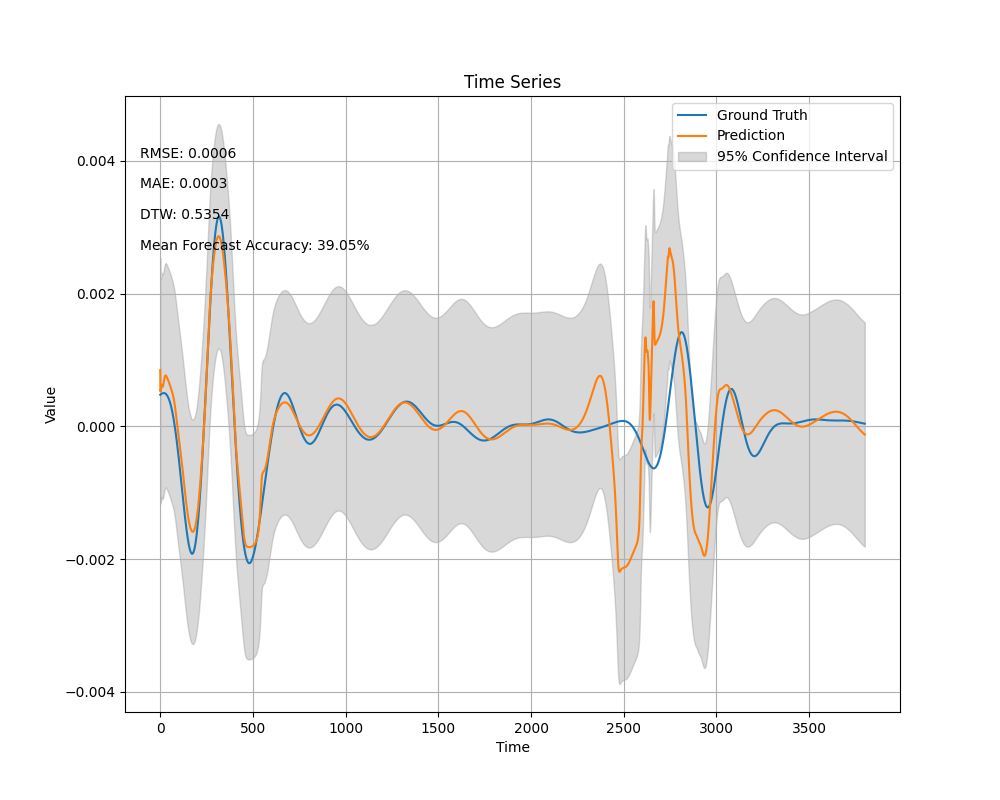 Time Series
Ground Truth
Prediction
95% Confidence Interval
RMSE: 0.0006
MAE: 0.0003
DTW: 0.5354
Mean Forecast Accuracy: 39.05%
Value
0.004
0.002
0.000
−0.002
−0.004
0 500 1000 1500 2000 2500 3000 3500
Time